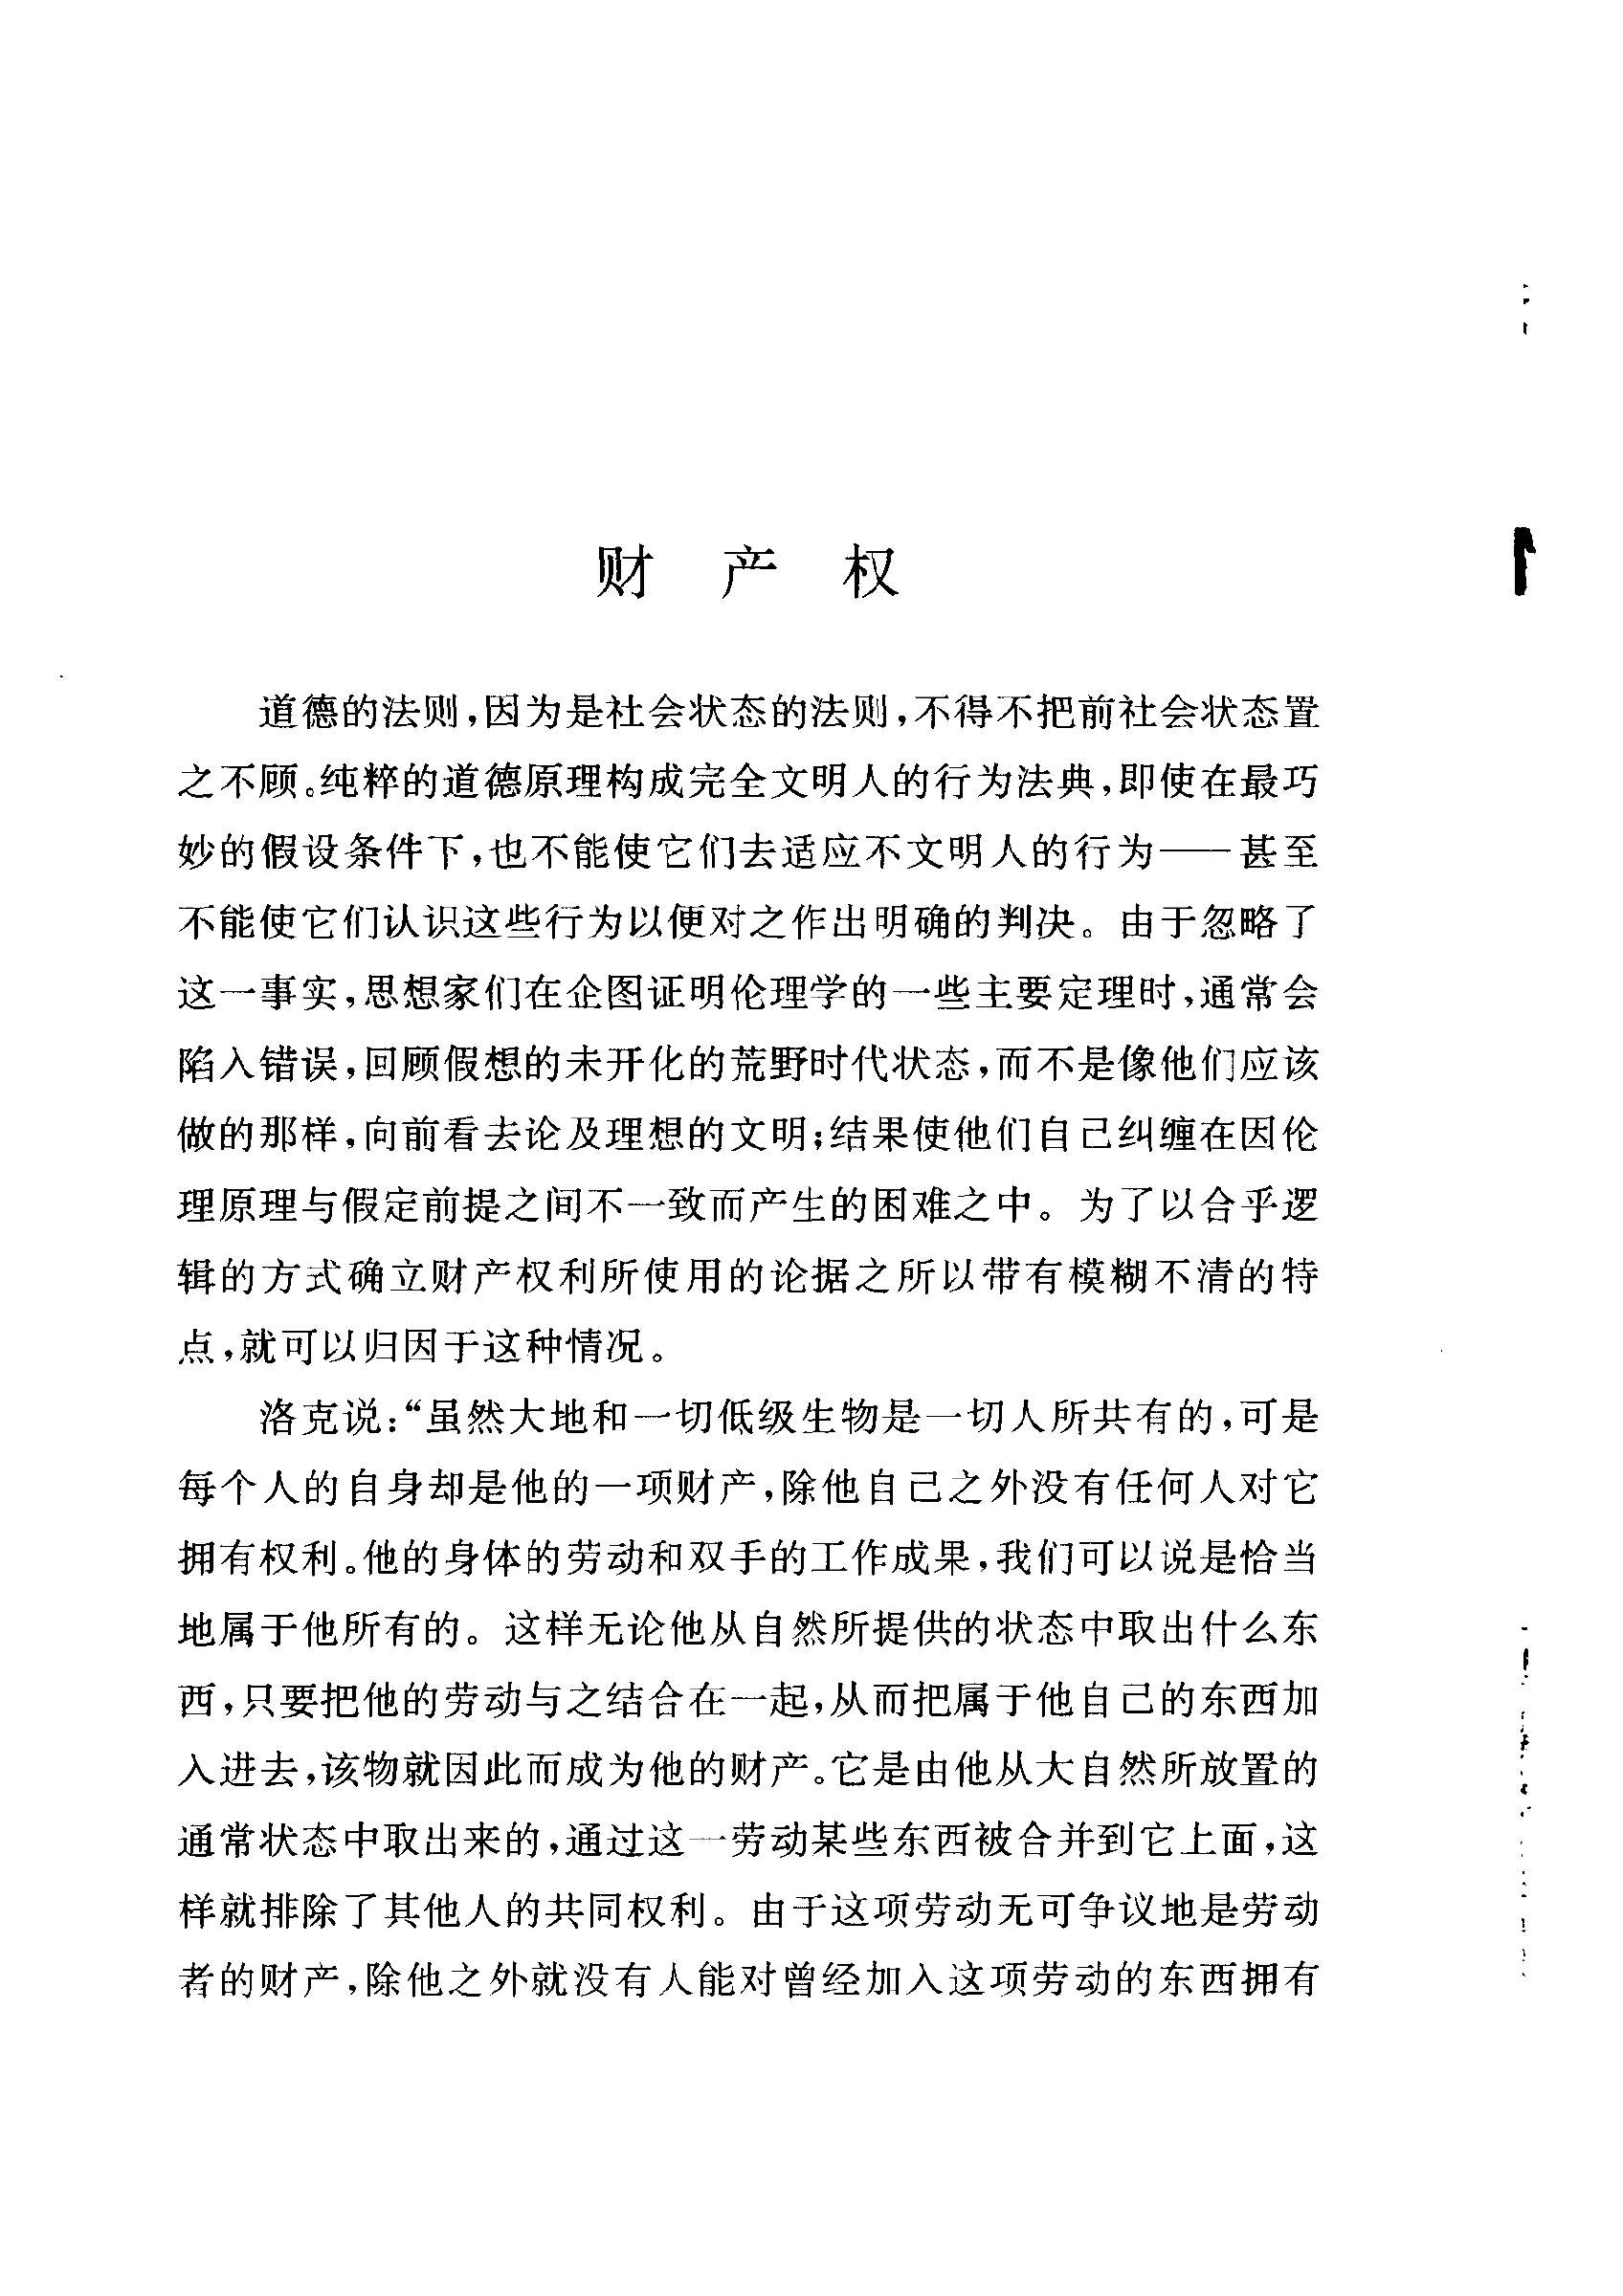 财产权
道德的法则,因为是社会状态的法则,不得不把前社会状态置
之不顾。纯粹的道德原理构成完全文明人的行为法典,即使在最巧
妙的假设条件下,也不能使它们去适应不文明人的行为——甚至
不能使它们认识这些行为以便对之作出明确的判决。由于忽略了
这一事实,思想家们在企图证明伦理学的一些主要定理时,通常会
陷入错误,回顾假想的未开化的荒野时代状态,而不是像他们应该
做的那样,向前看去论及理想的文明;结果使他们自己纠缠在因伦
理原理与假定前提之间不一致而产生的困难之中。为了以合乎逻
辑的方式确立财产权利所使用的论据之所以带有模糊不清的特
点,就可以归因于这种情况。
洛克说:“虽然大地和一切低级生物是一切人所共有的,可是
每个人的自身却是他的一项财产,除他自己之外没有任何人对它
拥有权利。他的身体的劳动和双手的工作成果,我们可以说是恰当
地属于他所有的。这样无论他从自然所提供的状态中取出什么东
西,只要把他的劳动与之结合在一起,从而把属于他自己的东西加
入进去,该物就因此而成为他的财产。它是由他从大自然所放置的
通常状态中取出来的,通过这一劳动某些东西被合并到它上面,这
样就排除了其他人的共同权利。由于这项劳动无可争议地是劳动
者的财产,除他之外就没有人能对曾经加入这项劳动的东西拥有